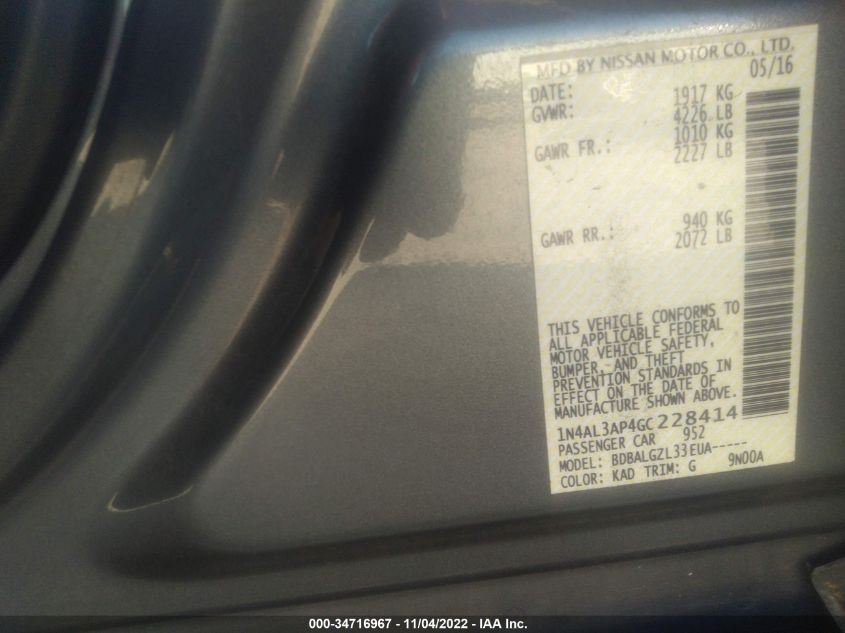 MFD BY NISSAN MOTOR CO., LTD.
DATE: 05/16
GVWR: 1917 KG
4226 LB
GAWR FR.: 1010 KG
2227 LB
GAWR RR.: 940 KG
2072 LB
THIS VEHICLE CONFORMS TO
ALL APPLICABLE FEDERAL
MOTOR VEHICLE SAFETY,
BUMPER, AND THEFT
PREVENTION STANDARDS IN
EFFECT ON THE DATE OF
MANUFACTURE SHOWN ABOVE.
1N4AL3AP4GC228414
PASSENGER CAR 952
MODEL: BDBALGZL33EUA-----
COLOR: KAD TRIM: G 9N00A
000-34716967 - 11/04/2022 - IAA Inc.